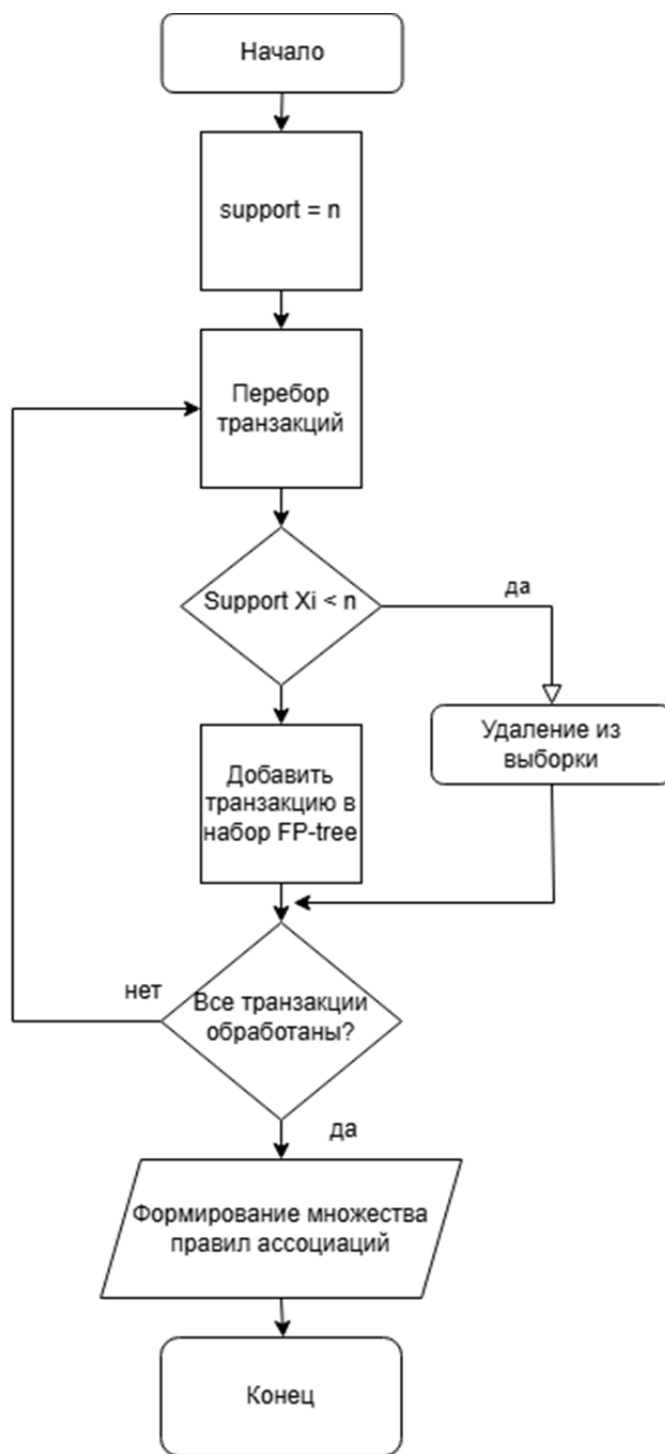 Начало
support = n
Перебор
транзакций
Support Xi < n
да
Удаление из
выборки
Добавить
транзакцию в
набор FP-tree
нет
Все транзакции
обработаны?
да
Формирование множества
правил ассоциаций
Конец